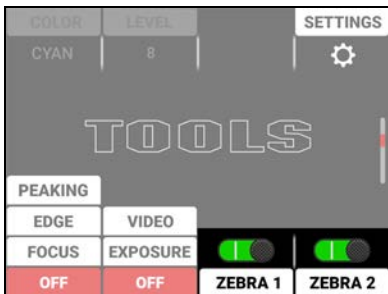 COLOR LEVEL SETTINGS
CYAN 8
TOOLS
PEAKING
EDGE VIDEO
FOCUS EXPOSURE
OFF OFF ZEBRA 1 ZEBRA 2